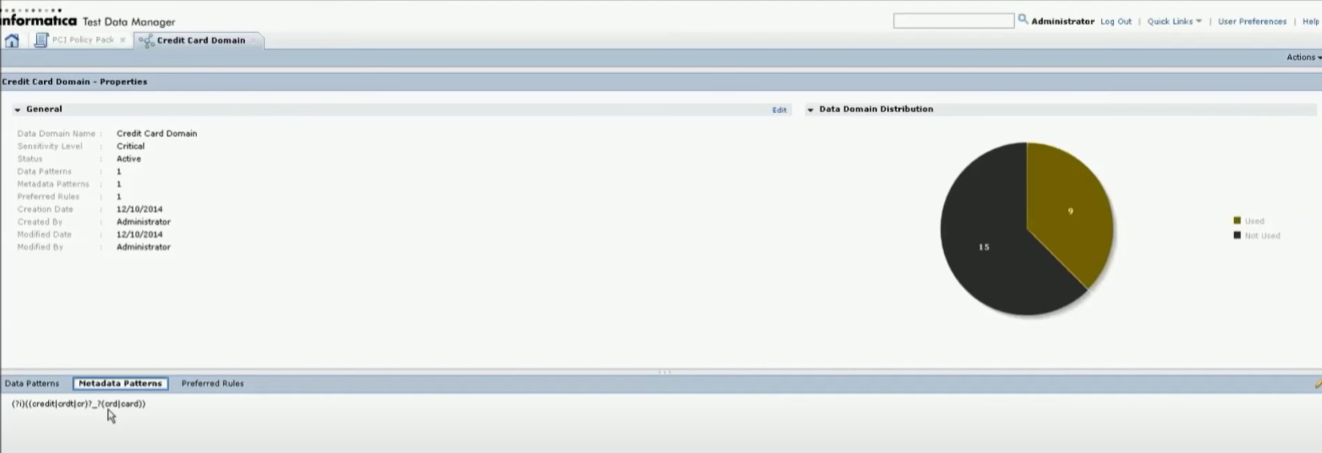 informatica Test Data Manager
Administrator Log Out | Quick Links | User Preferences | Help
PCI Policy Pack × Credit Card Domain
Actions
Credit Card Domain - Properties
General Edit Data Domain Distribution
Data Domain Name : Credit Card Domain
Sensitivity Level : Critical
Status : Active
Data Patterns : 1
Metadata Patterns : 1
Preferred Rules : 1
Creation Date : 12/10/2014
Created By : Administrator
Modified Date : 12/10/2014
Modified By : Administrator
9
15
Used
Not Used
Data Patterns Metadata Patterns Preferred Rules
(?i)((credit|crdt|cr)?_?(crd|card))